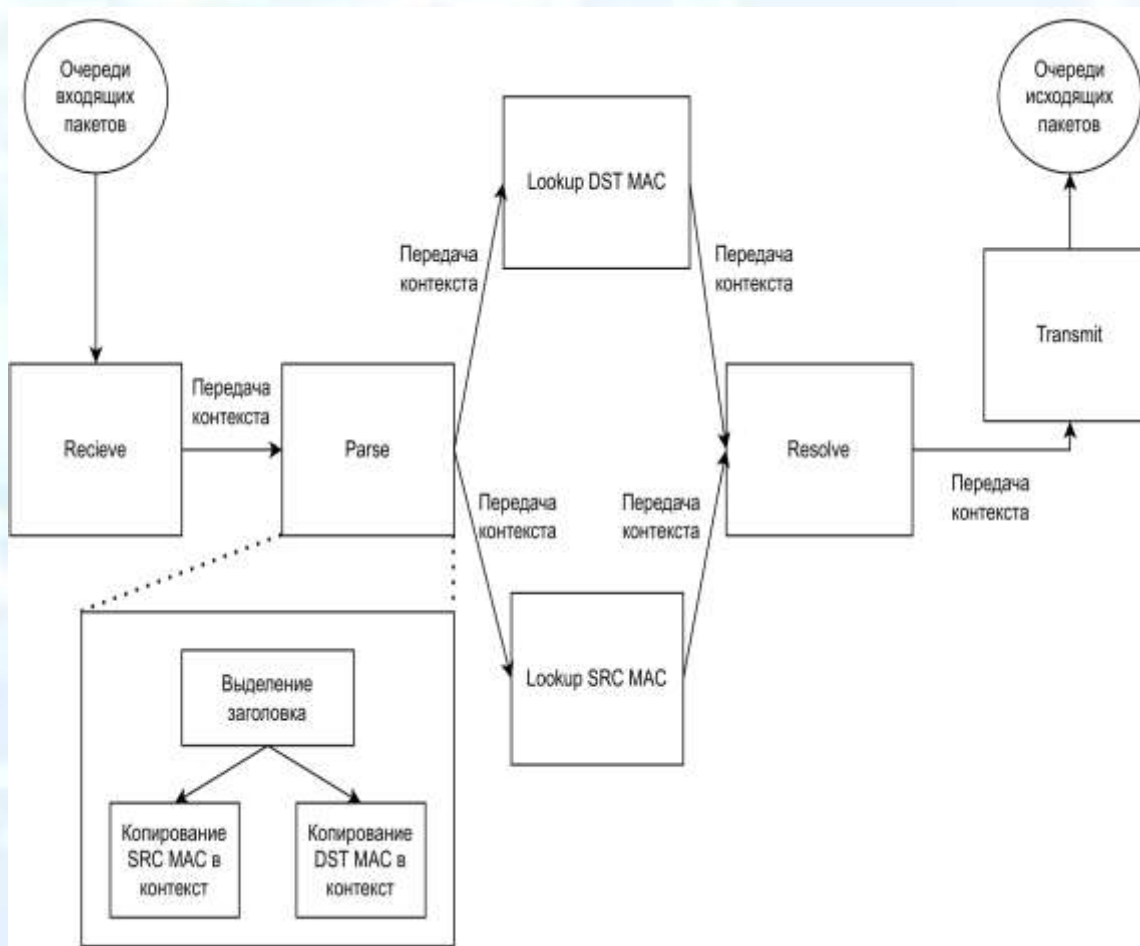 Очереди
входящих
пакетов
Очереди
исходящих
пакетов
Lookup DST MAC
Передача
контекста
Передача
контекста
Transmit
Recieve
Передача
контекста
Parse
Resolve
Передача
контекста
Передача
контекста
Передача
контекста
Lookup SRC MAC
Выделение
заголовка
Копирование
SRC MAC в
контекст
Копирование
DST MAC в
контекст